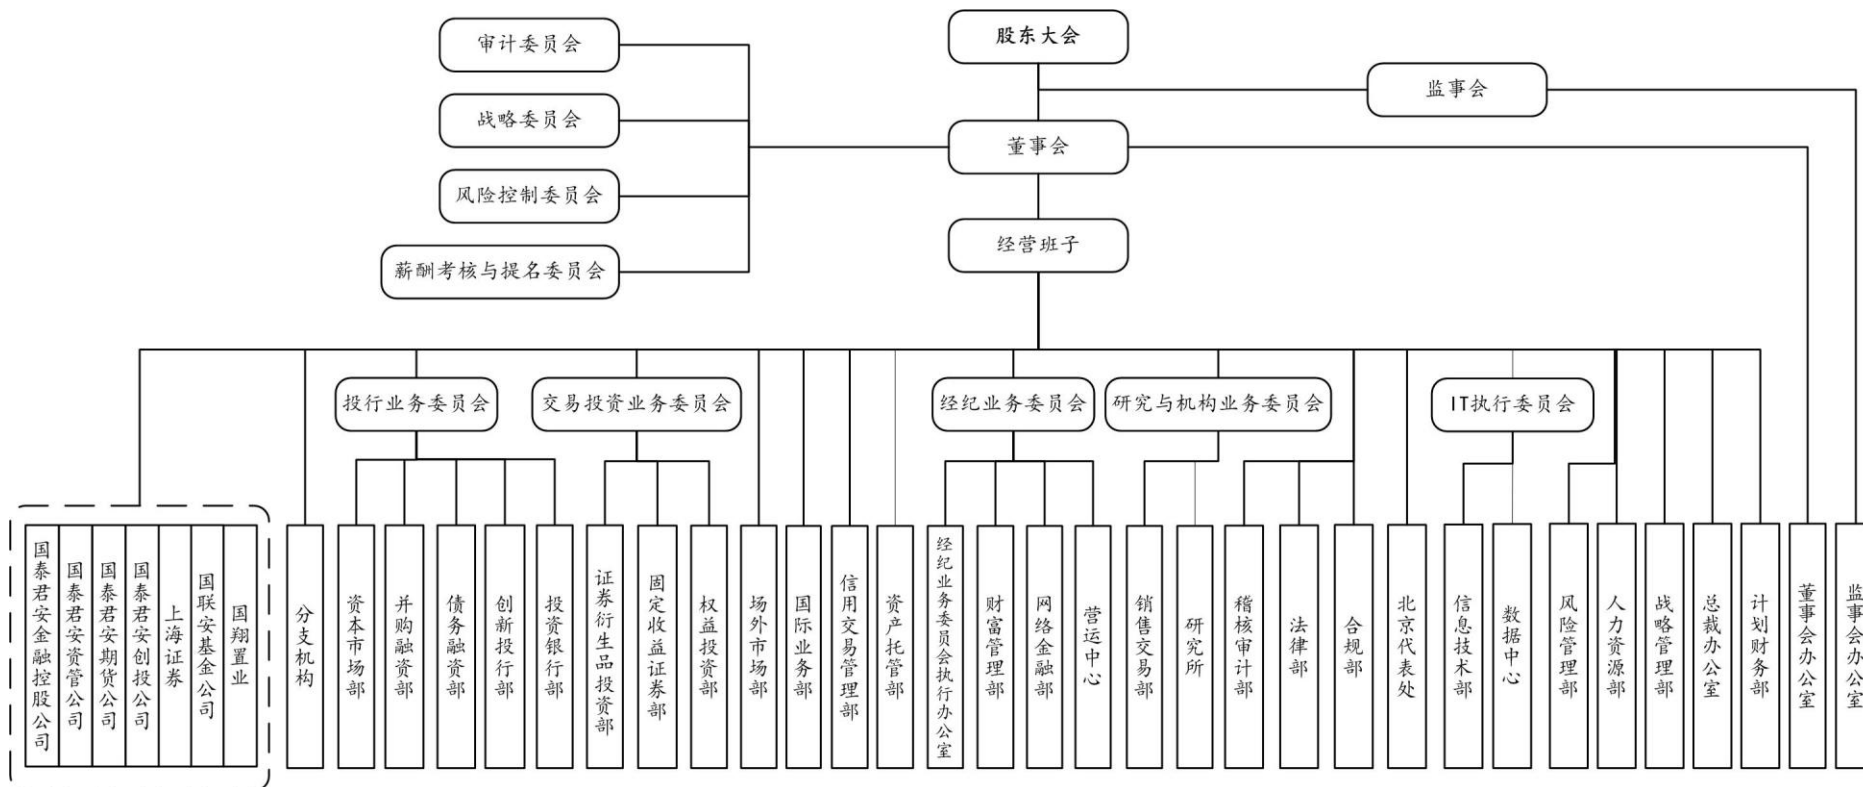 股东大会
审计委员会
监事会
战略委员会
董事会
风险控制委员会
经营班子
薪酬考核与提名委员会
投行业务委员会
交易投资业务委员会
经纪业务委员会
研究与机构业务委员会
IT执行委员会
国泰君安金融控股公司
国泰君安资管公司
国泰君安期货公司
国泰君安创投公司
上海证券
国联安基金公司
国翔置业
分支机构
资本市场部
并购融资部
债务融资部
创新投行部
投资银行部
证券衍生品投资部
固定收益证券部
权益投资部
场外市场部
国际业务部
信用交易管理部
资产托管部
经纪业务委员会执行办公室
财富管理部
网络金融部
营运中心
销售交易部
研究所
稽核审计部
法律部
合规部
北京代表处
信息技术部
数据中心
风险管理部
人力资源部
战略管理部
总裁办公室
计划财务部
董事会办公室
监事会办公室